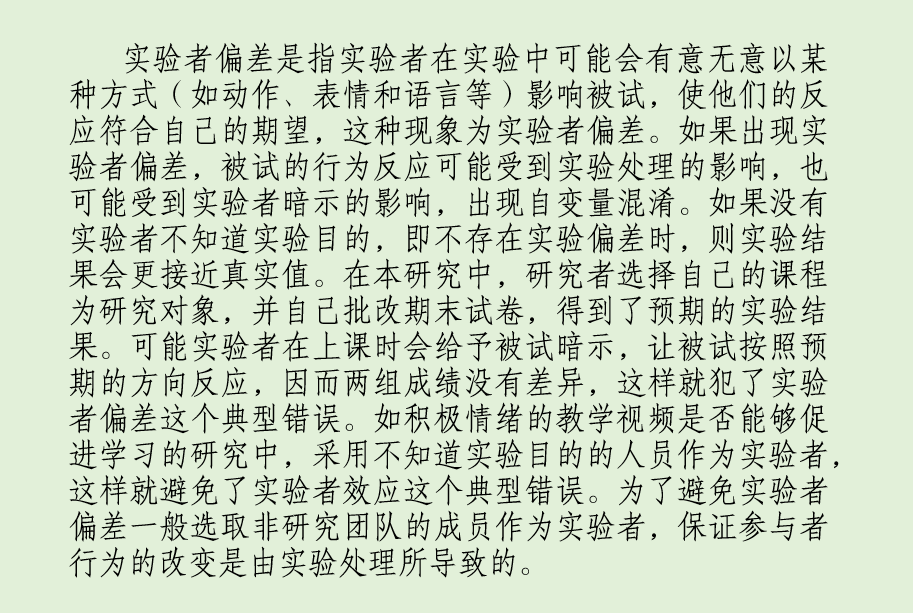 实验者偏差是指实验者在实验中可能会有意无意以某
种方式（如动作、表情和语言等）影响被试，使他们的反
应符合自己的期望，这种现象为实验者偏差。如果出现实
验者偏差，被试的行为反应可能受到实验处理的影响，也
可能受到实验者暗示的影响，出现自变量混淆。如果没有
实验者不知道实验目的，即不存在实验偏差时，则实验结
果会更接近真实值。在本研究中，研究者选择自己的课程
为研究对象，并自己批改期末试卷，得到了预期的实验结
果。可能实验者在上课时会给予被试暗示，让被试按照预
期的方向反应，因而两组成绩没有差异，这样就犯了实验
者偏差这个典型错误。如积极情绪的教学视频是否能够促
进学习的研究中，采用不知道实验目的的人员作为实验者，
这样就避免了实验者效应这个典型错误。为了避免实验者
偏差一般选取非研究团队的成员作为实验者，保证参与者
行为的改变是由实验处理所导致的。